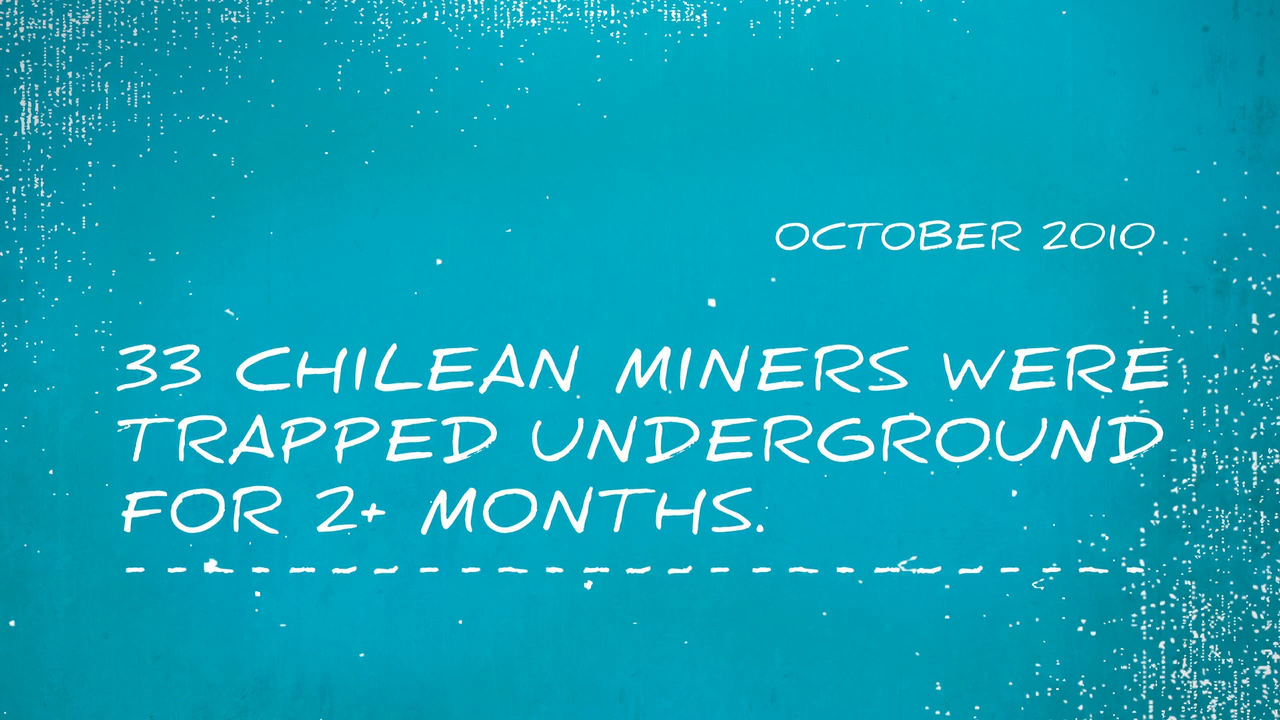 OCTOBER 2010
33 CHILEAN MINERS WERE
TRAPPED UNDERGROUND
FOR 2+ MONTHS.